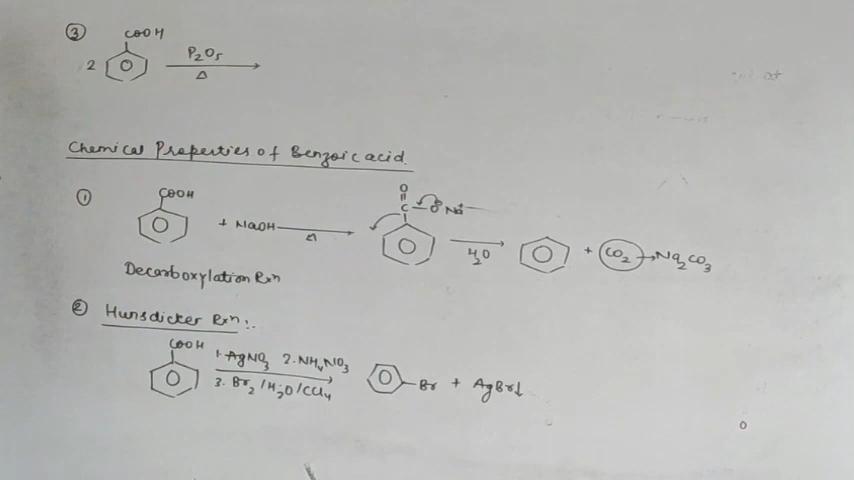 ③ COOH
2 P2O5
Δ
Chemical Properties of Benzoic acid.
① COOH + NaOH Δ O=C-O⊖Na⁺ H2O + CO2 → Na2CO3
Decarboxylation Rxn
② Hunsdicker Rxn:.
COOH 1. AgNO3 2. NH4NO3
3. Br2/H2O/CCl4 Br + AgBr↓